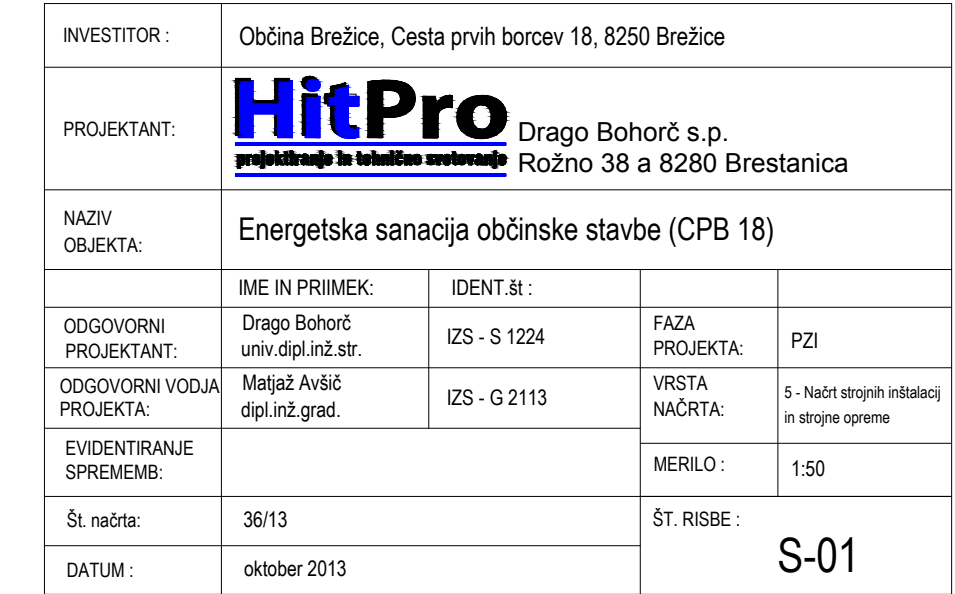 INVESTITOR :
Občina Brežice, Cesta prvih borcev 18, 8250 Brežice
PROJEKTANT:
HitPro
projektiranje in tehnično svetovanje
Drago Bohorč s.p.
Rožno 38 a 8280 Brestanica
NAZIV
OBJEKTA:
Energetska sanacija občinske stavbe (CPB 18)
IME IN PRIIMEK:
IDENT.št :
ODGOVORNI
PROJEKTANT:
Drago Bohorč
univ.dipl.inž.str.
IZS - S 1224
FAZA
PROJEKTA:
PZI
ODGOVORNI VODJA
PROJEKTA:
Matjaž Avšič
dipl.inž.grad.
IZS - G 2113
VRSTA
NAČRTA:
5 - Načrt strojnih inštalacij
in strojne opreme
EVIDENTIRANJE
SPREMEMB:
MERILO :
1:50
Št. načrta:
36/13
ŠT. RISBE :
S-01
DATUM :
oktober 2013